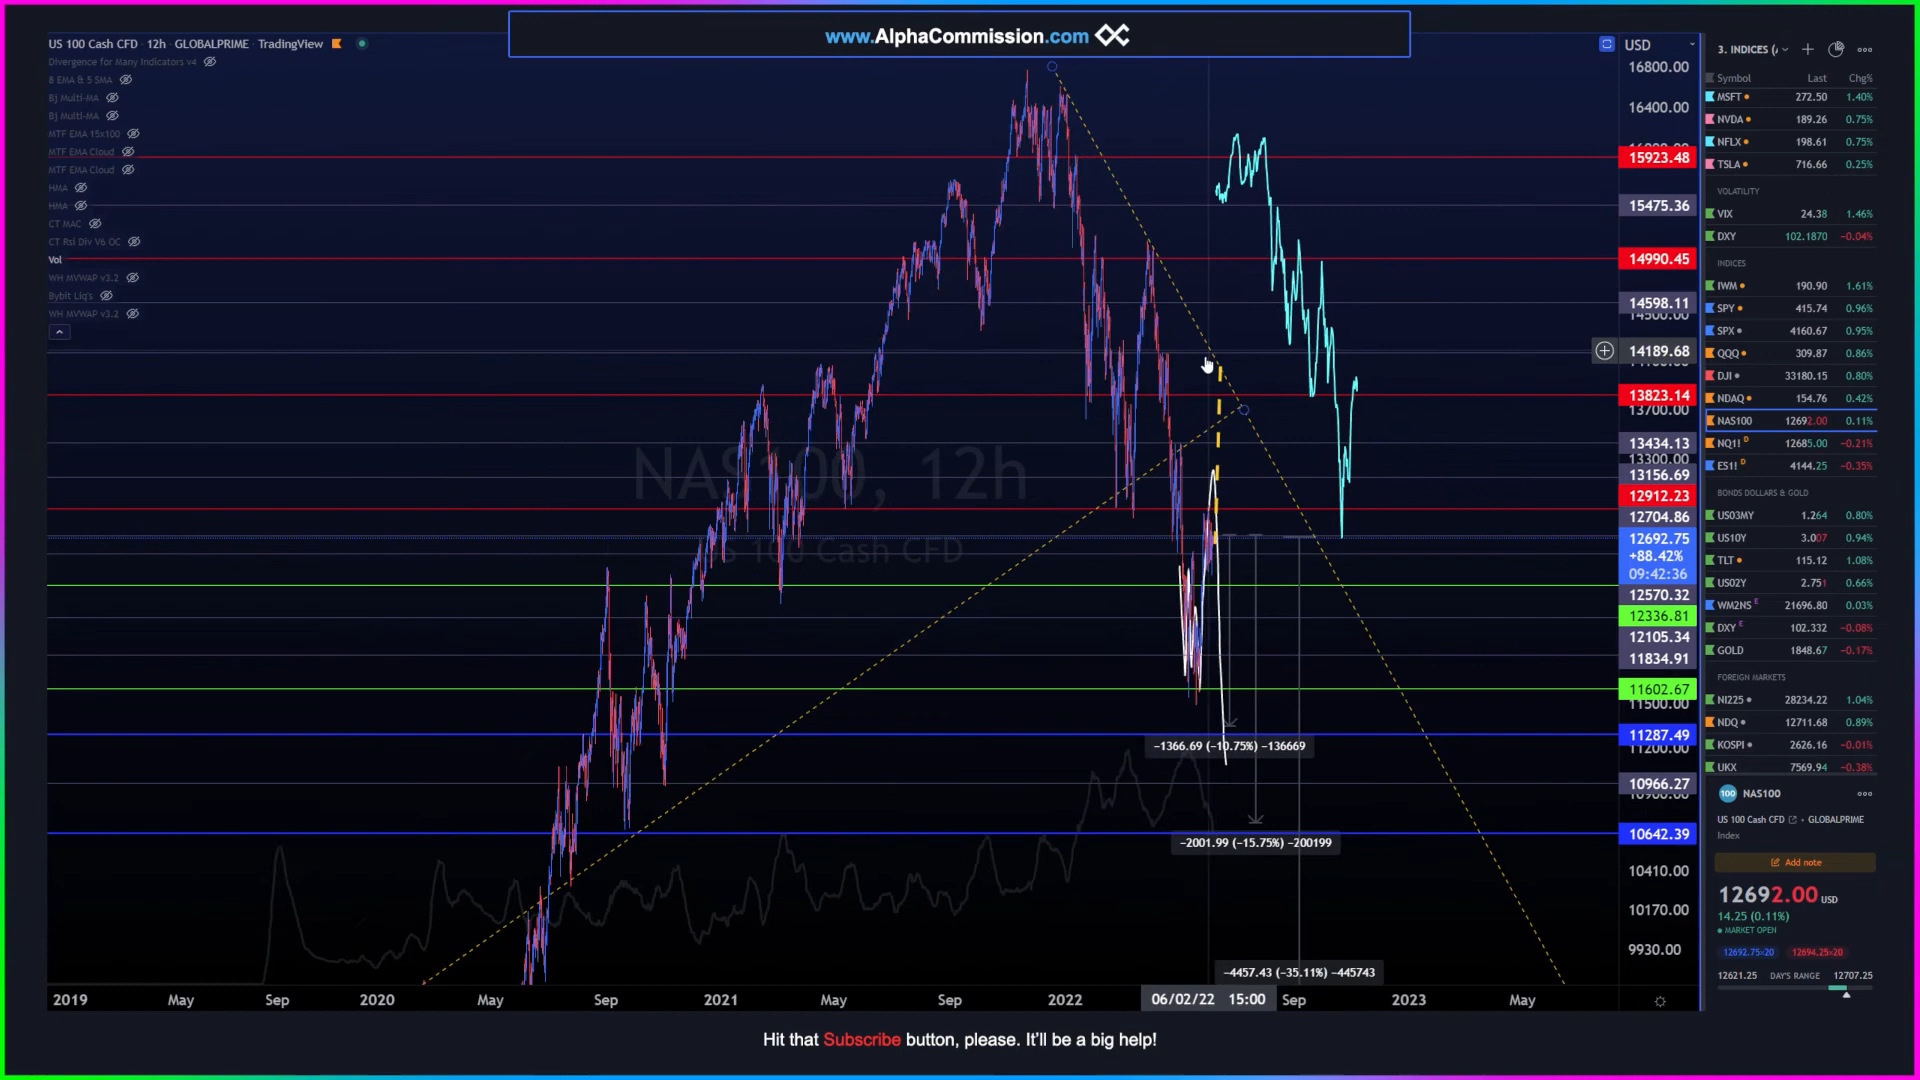 www.AlphaCommission.com
US 100 Cash CFD · 12h · GLOBALPRIME · TradingView
Divergence for Many Indicators v4
8 EMA & 5 SMA
Bj Multi-MA
Bj Multi-MA
MTF EMA 15x100
MTF EMA Cloud
MTF EMA Cloud
HMA
HMA
CT MAC
CT Rsi Div V6 OC
Vol
WH MVWAP v3.2
Bybit Liq's
WH MVWAP v3.2
NAS100, 12h
US 100 Cash CFD
−1366.69 (−10.75%) −136669
−2001.99 (−15.75%) −200199
−4457.43 (−35.11%) −445743
USD
16800.00
16400.00
15923.48
15475.36
14990.45
14598.11
14500.00
14189.68
13823.14
13700.00
13434.13
13300.00
13156.69
12912.23
12704.86
12692.75
+88.42%
09:42:36
12570.32
12336.81
12105.34
11834.91
11602.67
11500.00
11287.49
11200.00
10966.27
10642.39
10410.00
10170.00
9930.00
2019 May Sep 2020 May Sep 2021 May Sep 2022 06/02/22 15:00 Sep 2023 May
3. INDICES (
Symbol Last Chg%
MSFT 272.50 1.40%
NVDA 189.26 0.75%
NFLX 198.61 0.75%
TSLA 716.66 0.25%
VOLATILITY
VIX 24.38 1.46%
DXY 102.1870 −0.04%
INDICES
IWM 190.90 1.61%
SPY 415.74 0.96%
SPX 4160.67 0.95%
QQQ 309.87 0.86%
DJI 33180.15 0.80%
NDAQ 154.76 0.42%
NAS100 12692.00 0.11%
NQ1! D 12685.00 −0.21%
ES1! D 4144.25 −0.35%
BONDS DOLLARS & GOLD
US03MY 1.264 0.80%
US10Y 3.007 0.94%
TLT 115.12 1.08%
US02Y 2.751 0.66%
WM2NS E 21696.80 0.03%
DXY E 102.332 −0.08%
GOLD 1848.67 −0.17%
FOREIGN MARKETS
NI225 28234.22 1.04%
NDQ 12711.68 0.89%
KOSPI 2626.16 −0.01%
UKX 7569.94 −0.38%
100 NAS100
US 100 Cash CFD • GLOBALPRIME
Index
Add note
12692.00 USD
14.25 (0.11%)
MARKET OPEN
12692.75×20 12694.25×20
12621.25 DAY'S RANGE 12707.25
Hit that Subscribe button, please. It'll be a big help!